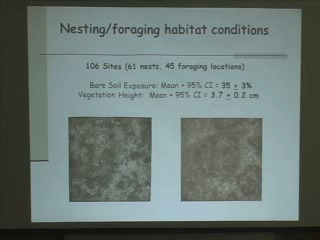 Nesting/foraging habitat conditions
106 Sites (61 nests, 45 foraging locations)
Bare Soil Exposure: Mean + 95% CI = 35 ± 3%
Vegetation Height: Mean + 95% CI = 3.7 ± 0.2 cm